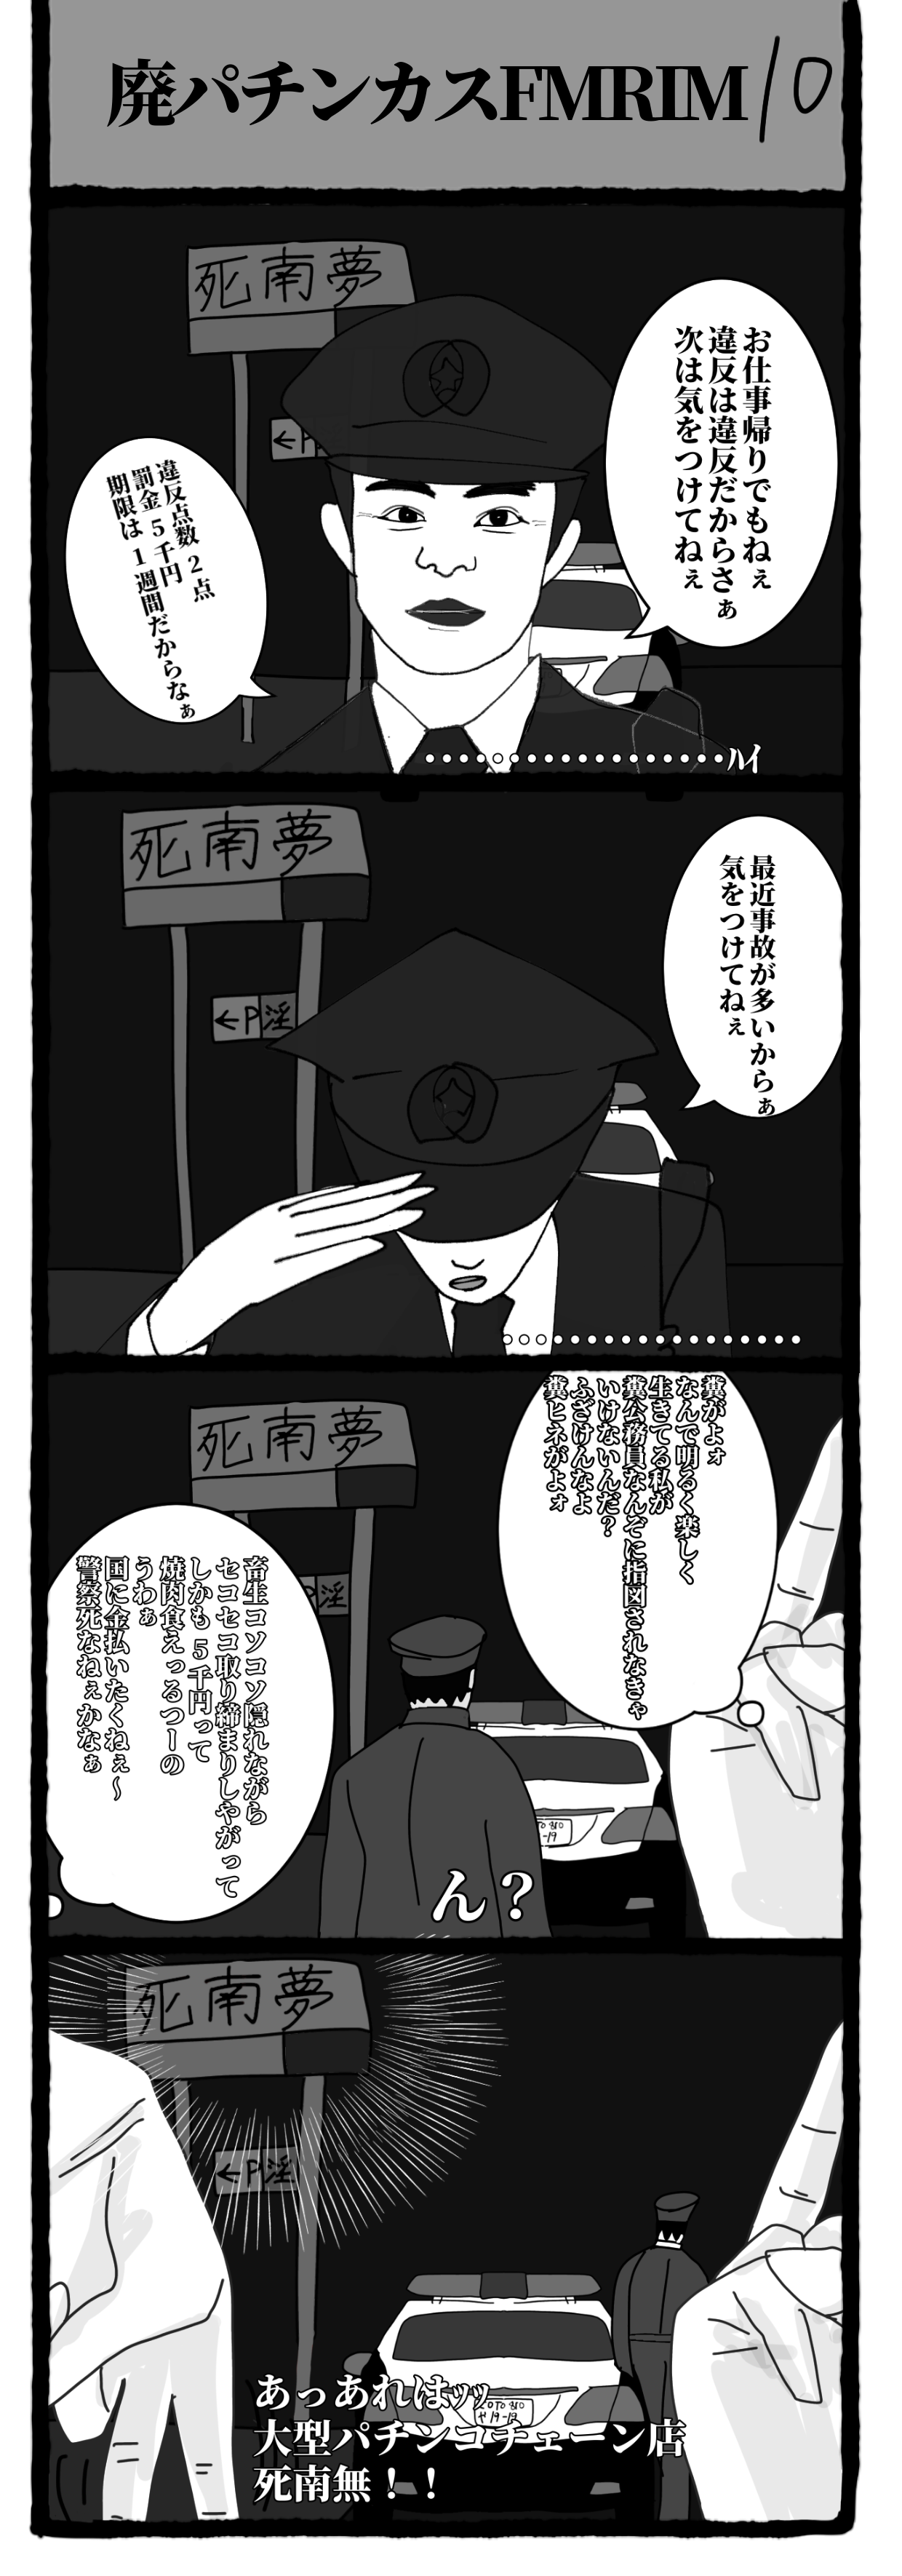 廃パチンカスFMRIM/0
死南夢
←P
お仕事帰りでもねぇ
違反は違反だからさぁ
次は気をつけてねぇ
違反点数2点
罰金5千円
期限は1週間だからなぁ
………………ハイ
死南夢
←P淫
最近事故が多いからぁ
気をつけてねぇ
………………
死南夢
P淫
糞がよォ
なんで明るく楽しく
生きてる私が
糞公務員なんぞに指図されなきゃ
いけないんだ？
ふざけんなよ
糞ヒネがよォ
畜生コソコソ隠れながら
セコセコ取り締まりしやがって
しかも5千円って
焼肉食えっるつーの
うわぁ
国に金払いたくねぇ～
警察死なねぇかなぁ
-19
ん？
死南夢
←P淫
19-19
あっあれはッッ
大型パチンコチェーン店
死南無！！